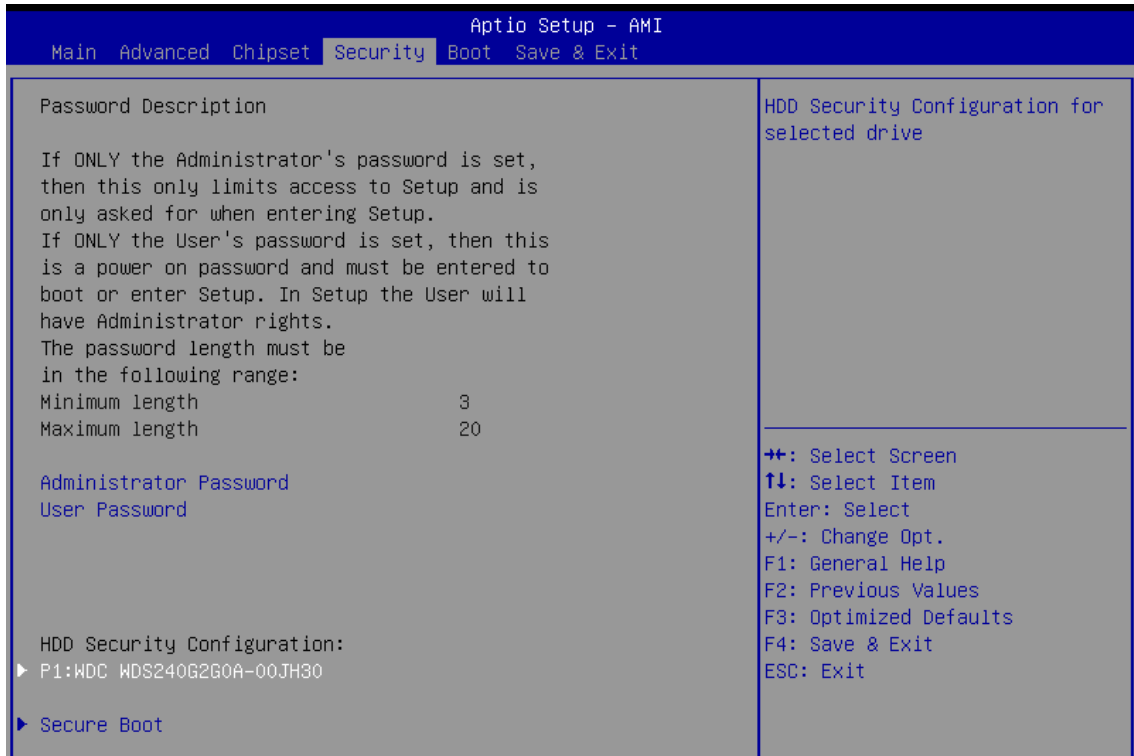 Aptio Setup – AMI
Main Advanced Chipset Security Boot Save & Exit
Password Description
If ONLY the Administrator's password is set,
then this only limits access to Setup and is
only asked for when entering Setup.
If ONLY the User's password is set, then this
is a power on password and must be entered to
boot or enter Setup. In Setup the User will
have Administrator rights.
The password length must be
in the following range:
Minimum length 3
Maximum length 20
Administrator Password
User Password
HDD Security Configuration:
▶ P1:WDC WDS240G2G0A-00JH30
▶ Secure Boot
HDD Security Configuration for
selected drive
→←: Select Screen
↑↓: Select Item
Enter: Select
+/-: Change Opt.
F1: General Help
F2: Previous Values
F3: Optimized Defaults
F4: Save & Exit
ESC: Exit